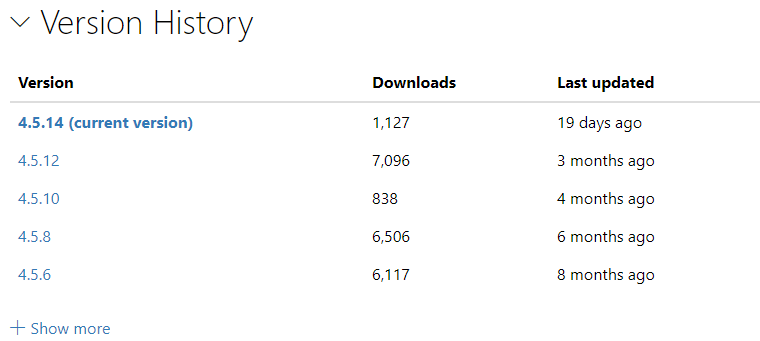 Version History
Version Downloads Last updated
4.5.14 (current version) 1,127 19 days ago
4.5.12 7,096 3 months ago
4.5.10 838 4 months ago
4.5.8 6,506 6 months ago
4.5.6 6,117 8 months ago
Show more